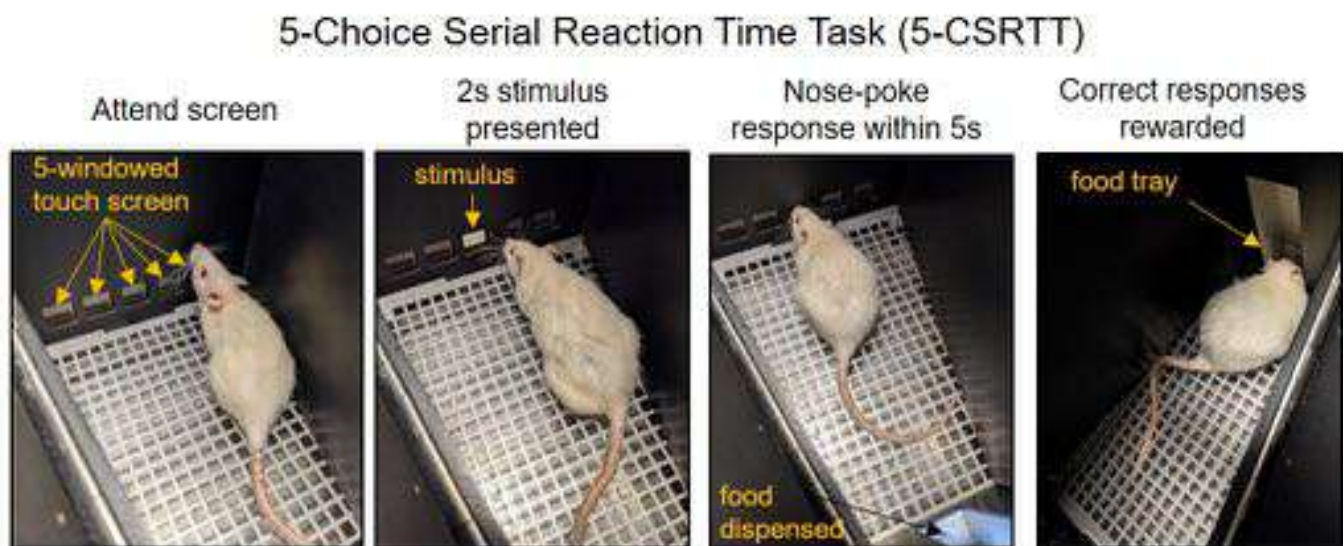 5-Choice Serial Reaction Time Task (5-CSRTT)
Attend screen
2s stimulus
presented
Nose-poke
response within 5s
Correct responses
rewarded
5-windowed
touch screen
stimulus
food
dispensed
food tray